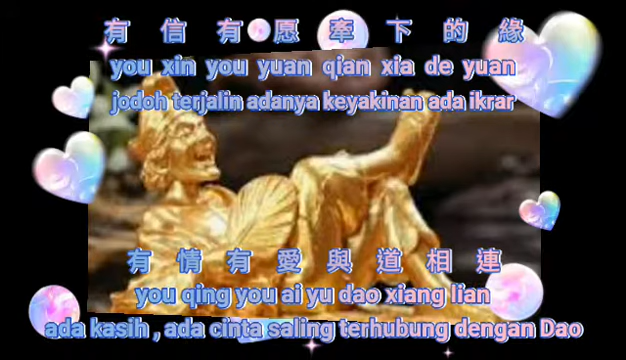 有 信 有 愿 牽 下 的 緣
you xin you yuan qian xia de yuan
jodoh terjalin adanya keyakinan ada ikrar
有 情 有 愛 與 道 相 連
you qing you ai yu dao xiang lian
ada kasih , ada cinta saling terhubung dengan Dao